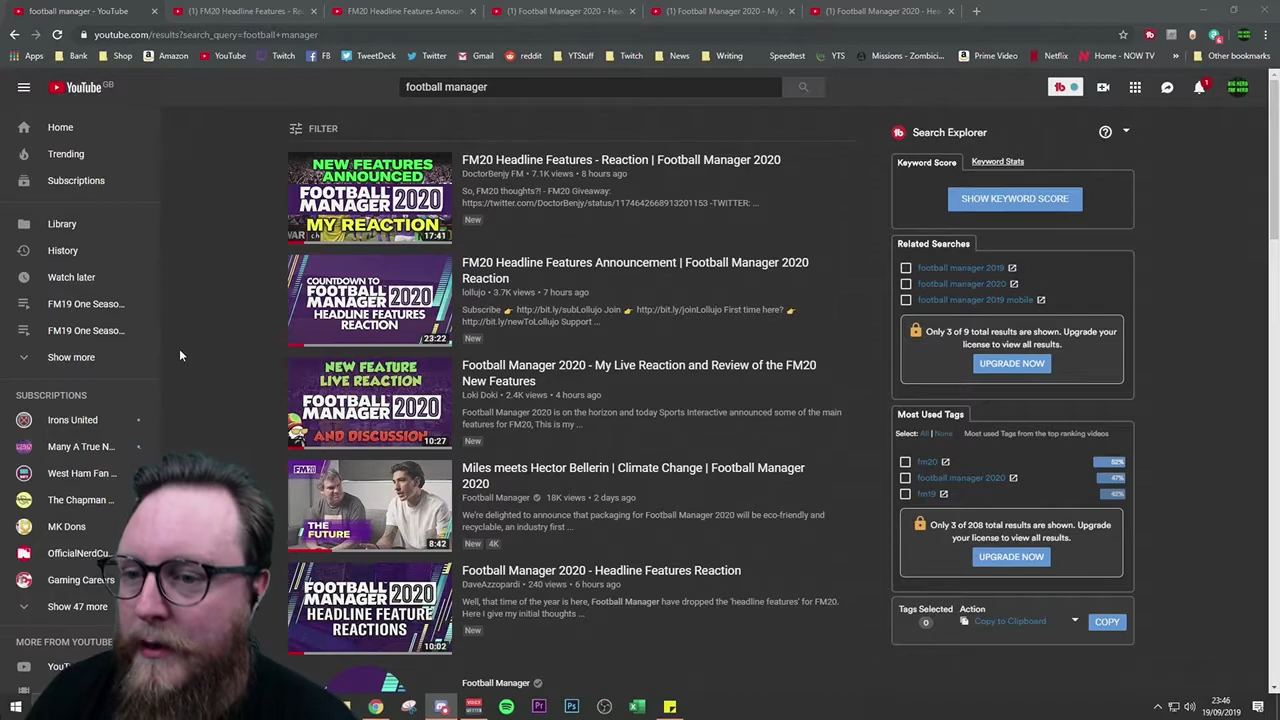 football manager - YouTube
(1) FM20 Headline Features - Re
FM20 Headline Features Announ
(1) Football Manager 2020 - He
(1) Football Manager 2020 - My
(1) Football Manager 2020 - He
youtube.com/results?search_query=football+manager
Apps
Bank
Shop
Amazon
YouTube
Twitch
FB
TweetDeck
Twitter
Gmail
reddit
YTStuff
Twitch
News
Writing
Speedtest
YTS
Missions - Zombici...
Prime Video
Netflix
Home - NOW TV
Other bookmarks
YouTube GB
football manager
1
Home
Trending
Subscriptions
Library
History
Watch later
FM19 One Seaso...
FM19 One Seaso...
Show more
SUBSCRIPTIONS
Irons United
Many A True N...
West Ham Fan ...
The Chapman ...
MK Dons
OfficialNerdCu
Gaming Careers
Show 47 more
MORE FROM YOUTUBE
FILTER
NEW FEATURES
ANNOUNCED
FOOTBALL
MANAGER 2020
MY REACTION
17:41
FM20 Headline Features - Reaction | Football Manager 2020
DoctorBenjy FM • 7.1K views • 8 hours ago
So, FM20 thoughts?! - FM20 Giveaway:
https://twitter.com/DoctorBenjy/status/1174642668913201153 -TWITTER: ...
New
COUNTDOWN TO
FOOTBALL
MANAGER 2020
HEADLINE FEATURES
REACTION
23:22
FM20 Headline Features Announcement | Football Manager 2020
Reaction
lollujo • 3.7K views • 7 hours ago
Subscribe 👉 http://bit.ly/subLollujo Join 👉 http://bit.ly/joinLollujo First time here? 👉
http://bit.ly/newToLollujo Support ...
New
NEW FEATURE
LIVE REACTION
FOOTBALL
MANAGER 2020
AND DISCUSSION
10:27
Football Manager 2020 - My Live Reaction and Review of the FM20
New Features
Loki Doki • 2.4K views • 4 hours ago
Football Manager 2020 is on the horizon and today Sports Interactive announced some of the main
features for FM20, This is my ...
New
FM20
THE
FUTURE
8:42
Miles meets Hector Bellerin | Climate Change | Football Manager
2020
Football Manager 18K views • 2 days ago
We're delighted to announce that packaging for Football Manager 2020 will be eco-friendly and
recyclable, an industry first ...
New 4K
FOOTBALL
MANAGER 2020
HEADLINE FEATURE
REACTIONS
10:02
Football Manager 2020 - Headline Features Reaction
DaveAzzopardi • 240 views • 6 hours ago
Well, that time of the year is here, Football Manager have dropped the 'headline features' for FM20.
Here I give my initial thoughts ...
New
Football Manager
Search Explorer
Keyword Score
Keyword Stats
SHOW KEYWORD SCORE
Related Searches
football manager 2019
football manager 2020
football manager 2019 mobile
Only 3 of 9 total results are shown. Upgrade your
license to view all results.
UPGRADE NOW
Most Used Tags
Select: All | None Most used Tags from the top ranking videos
fm20 52%
football manager 2020 47%
fm19 42%
Only 3 of 208 total results are shown. Upgrade
your license to view all results.
UPGRADE NOW
Tags Selected
0
Action
Copy to Clipboard
COPY
23:46
19/09/2019